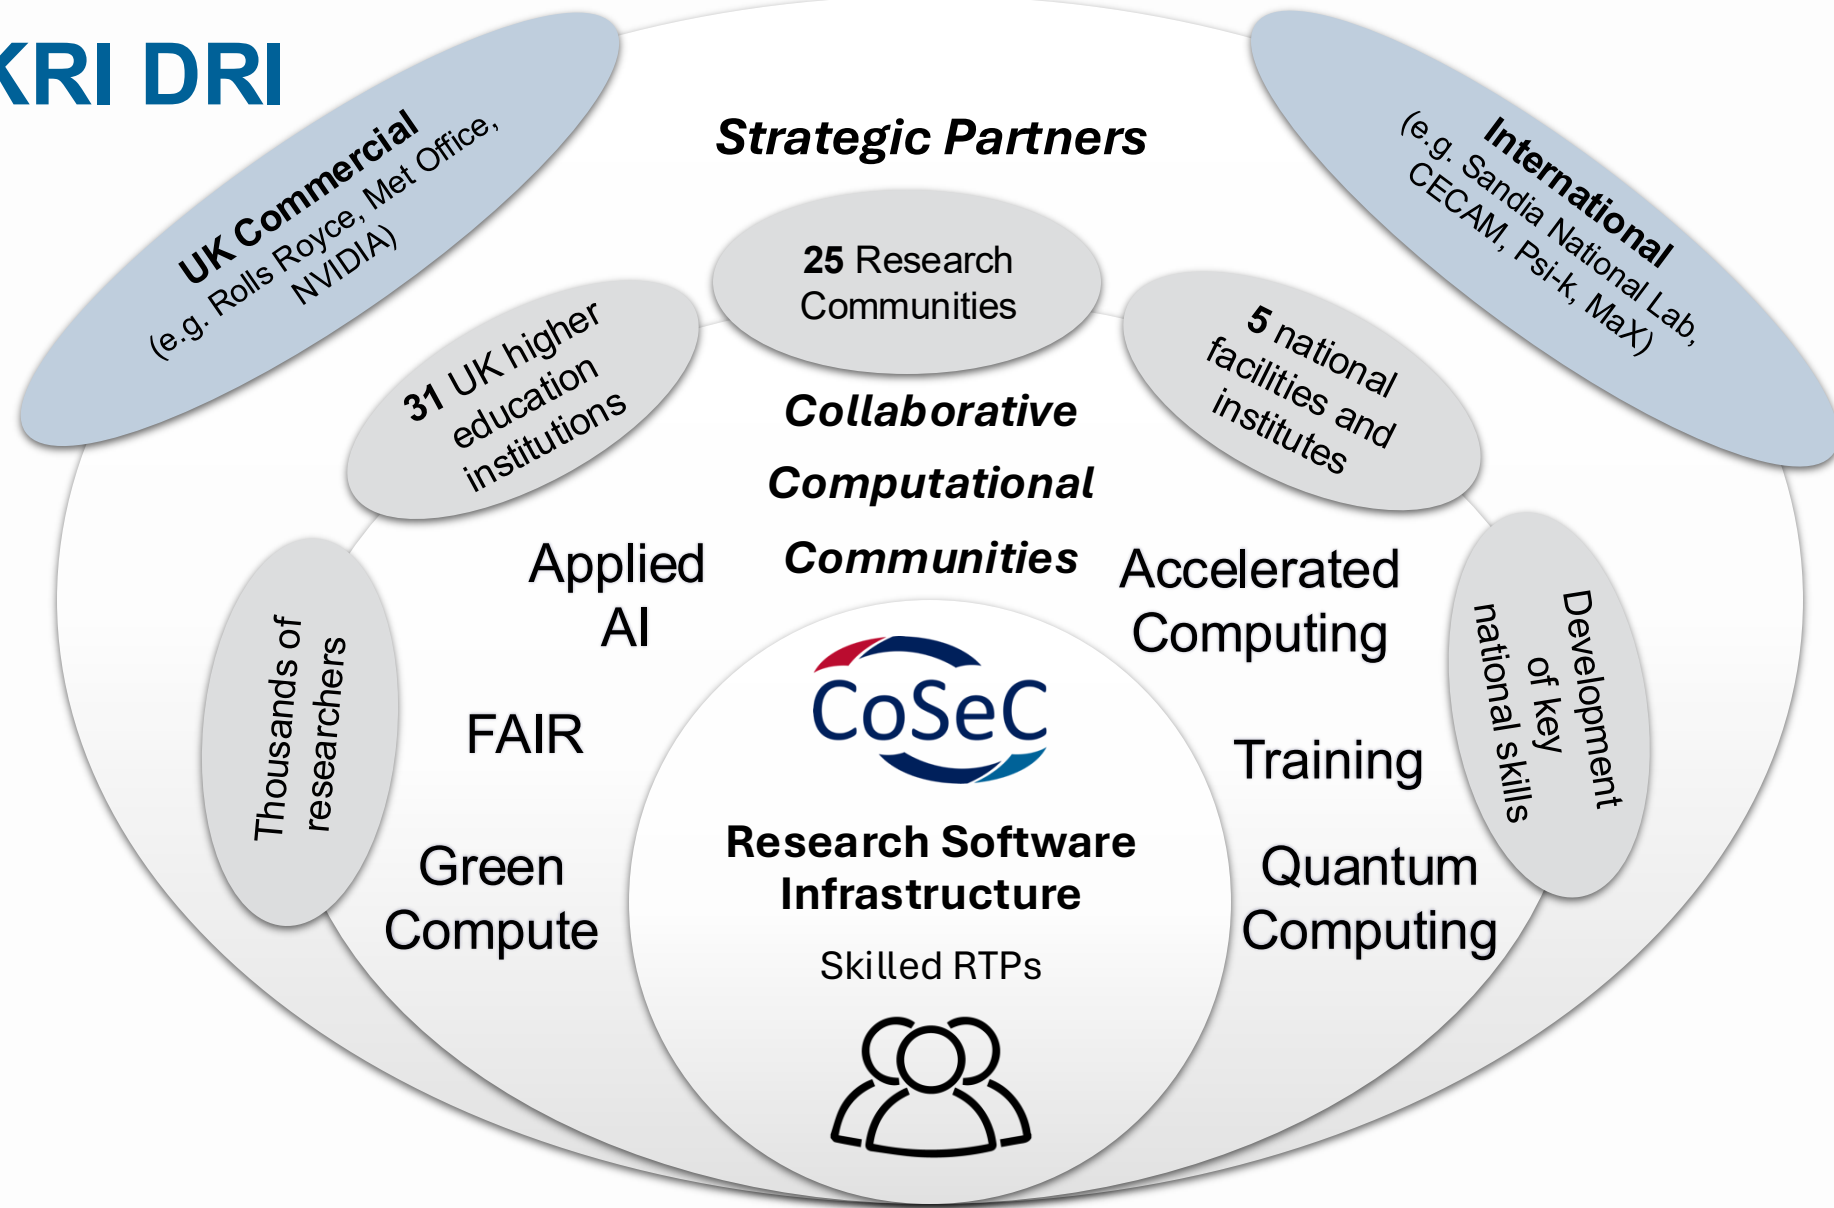 KRI DRI
Strategic Partners
UK Commercial
(e.g. Rolls Royce, Met Office,
NVIDIA)
International
(e.g. Sandia National Lab,
CECAM, Psi-k, MaX)
25 Research
Communities
31 UK higher
education
institutions
5 national
facilities and
institutes
Thousands of
researchers
Development
of key
national skills
Collaborative
Computational
Communities
Applied
AI
FAIR
Green
Compute
Accelerated
Computing
Training
Quantum
Computing
CoSeC
Research Software
Infrastructure
Skilled RTPs